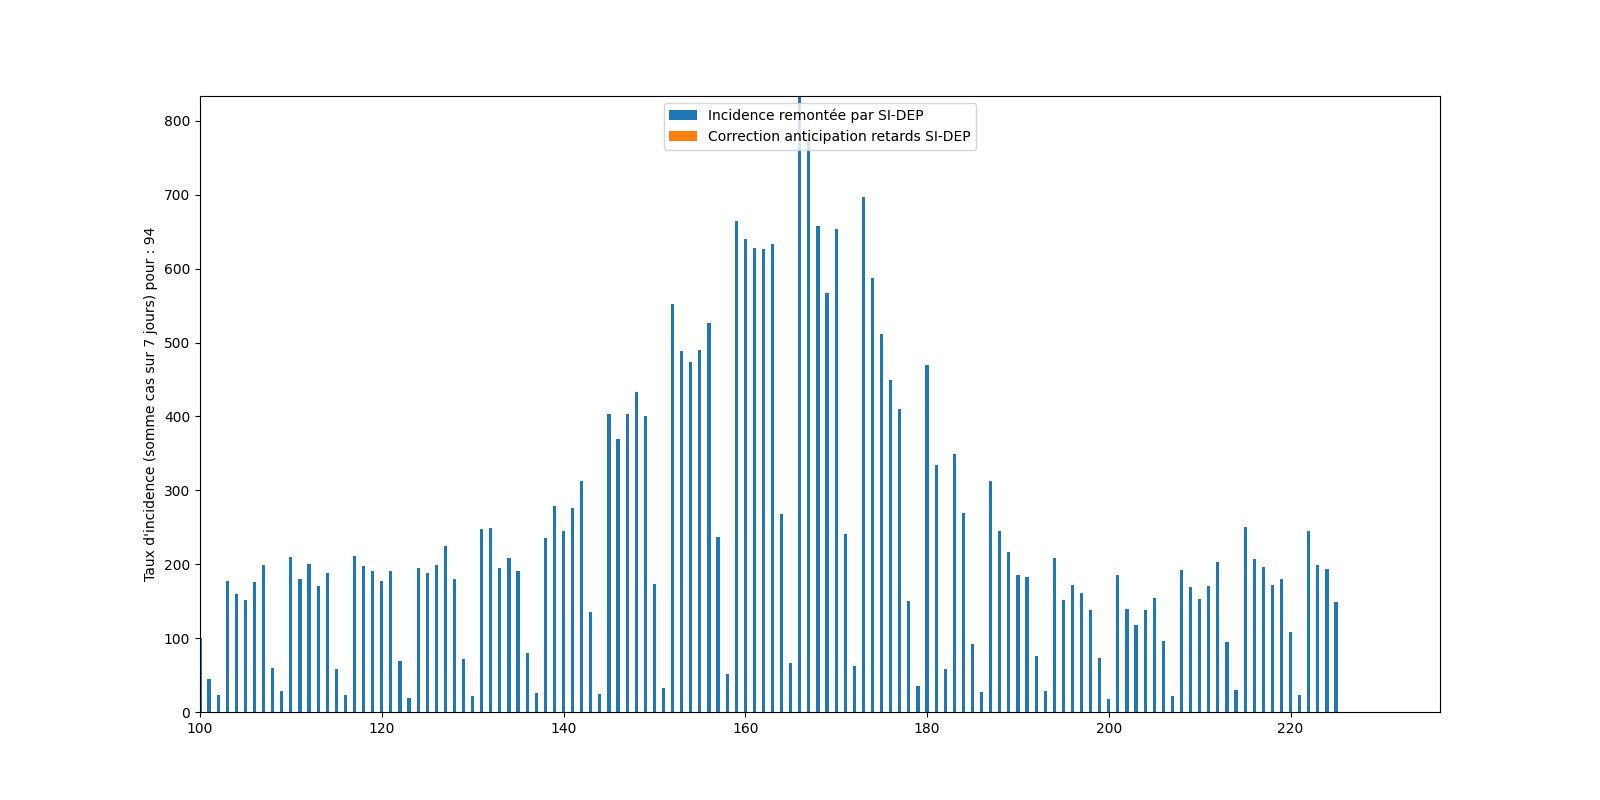 Incidence remontée par SI-DEP
Correction anticipation retards SI-DEP
Taux d'incidence (somme cas sur 7 jours) pour : 94
800
700
600
500
400
300
200
100
0
100 120 140 160 180 200 220